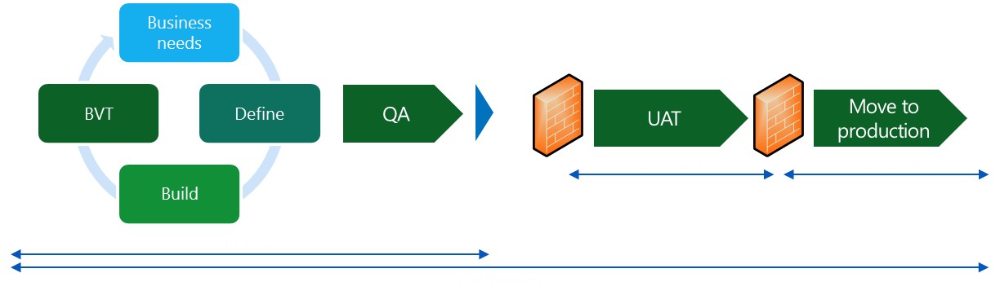 Business
needs
BVT
Define
QA
Build
UAT
Move to
production